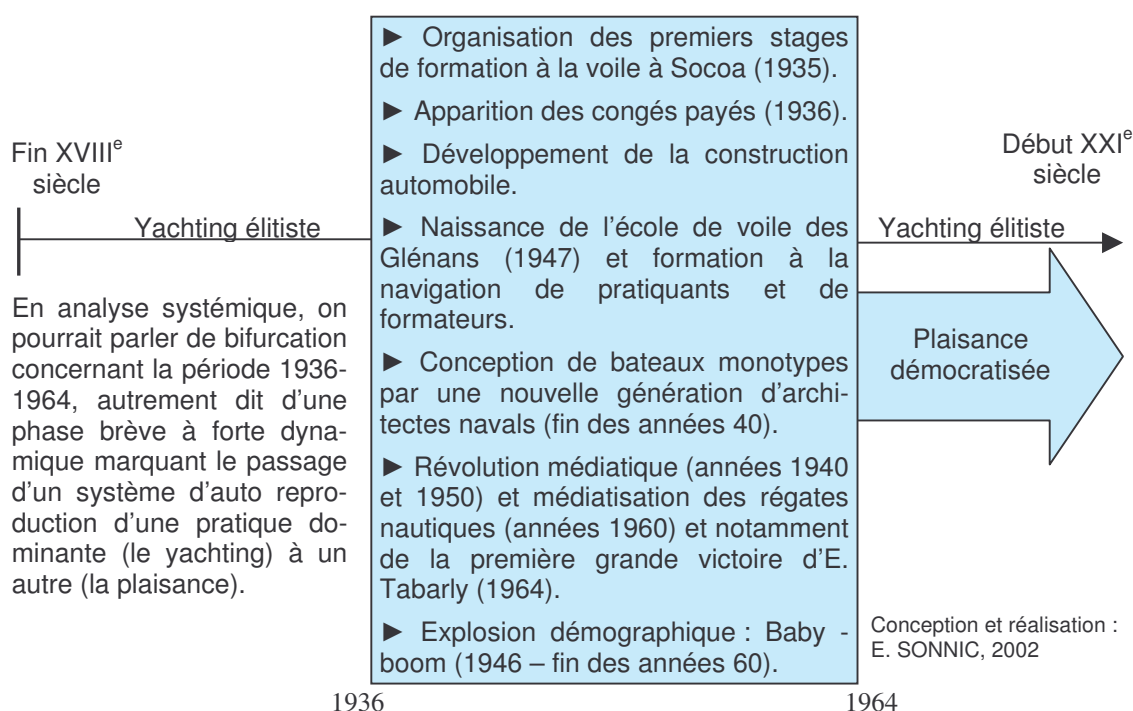 Fin XVIIIe
siècle
Yachting élitiste
En analyse systémique, on
pourrait parler de bifurcation
concernant la période 1936-
1964, autrement dit d'une
phase brève à forte dyna-
mique marquant le passage
d'un système d'auto repro-
duction d'une pratique do-
minante (le yachting) à un
autre (la plaisance).
► Organisation des premiers stages
de formation à la voile à Socoa (1935).
► Apparition des congés payés (1936).
► Développement de la construction
automobile.
► Naissance de l'école de voile des
Glénans (1947) et formation à la
navigation de pratiquants et de
formateurs.
► Conception de bateaux monotypes
par une nouvelle génération d'archi-
tectes navals (fin des années 40).
► Révolution médiatique (années 1940
et 1950) et médiatisation des régates
nautiques (années 1960) et notamment
de la première grande victoire d'E.
Tabarly (1964).
► Explosion démographique : Baby -
boom (1946 – fin des années 60).
1936
1964
Début XXIe
siècle
Yachting élitiste
Plaisance
démocratisée
Conception et réalisation :
E. SONNIC, 2002